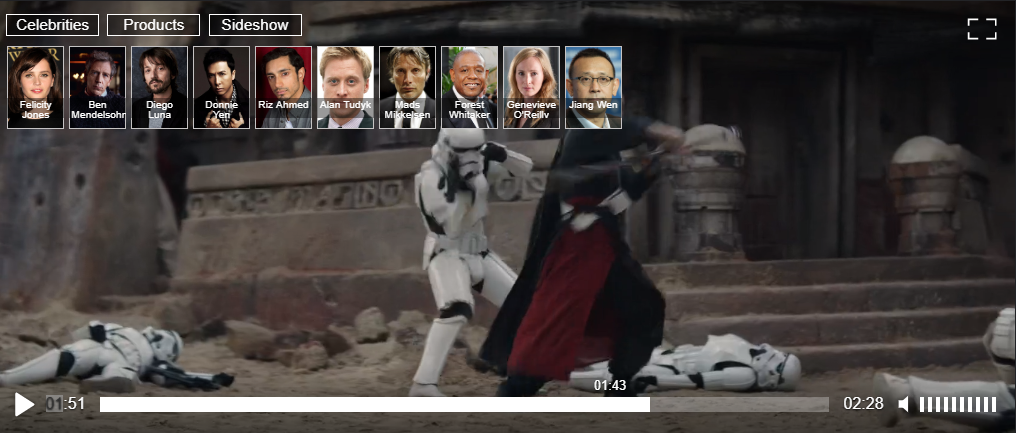 Celebrities Products Sideshow
Felicity Jones
Ben Mendelsohn
Diego Luna
Donnie Yen
Riz Ahmed
Alan Tudyk
Mads Mikkelsen
Forest Whitaker
Genevieve O'Reilly
Jiang Wen
01:43
01:51 02:28